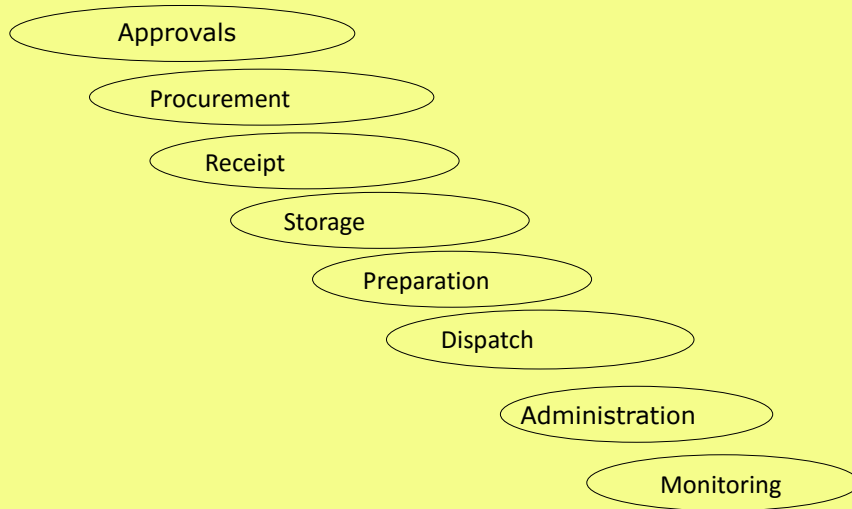 Approvals
Procurement
Receipt
Storage
Preparation
Dispatch
Administration
Monitoring